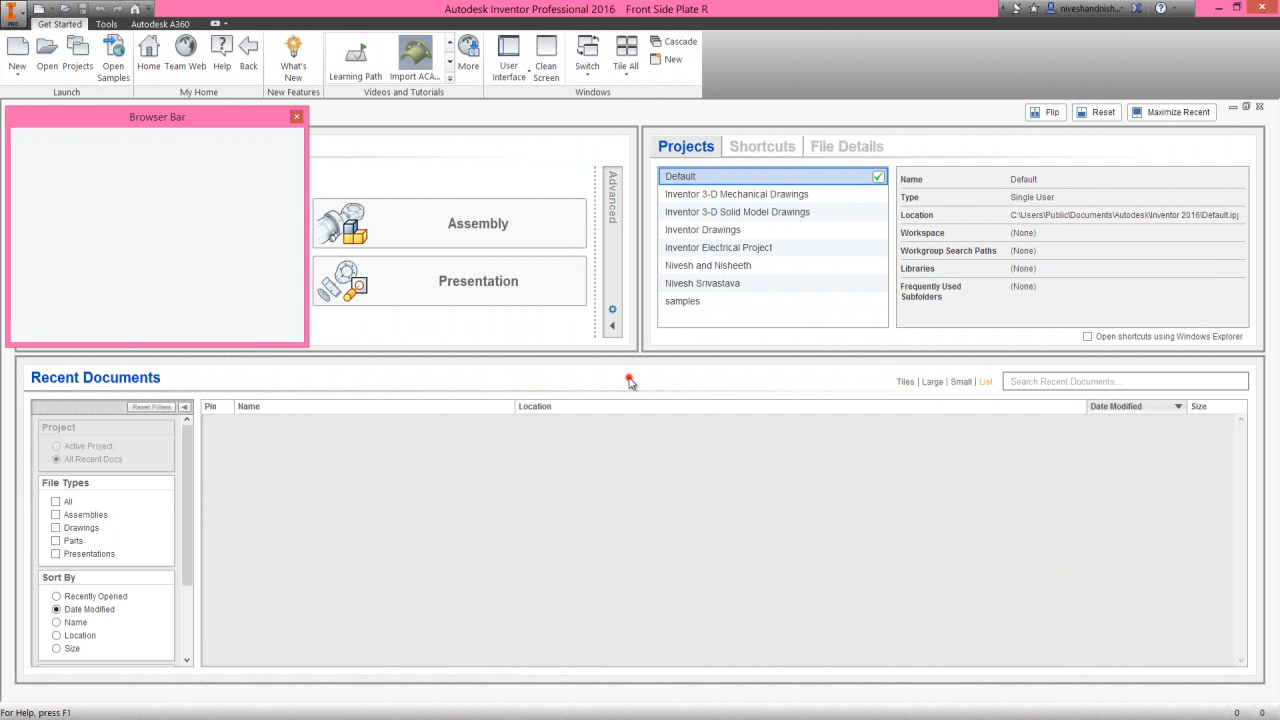 PRO
Autodesk Inventor Professional 2016 Front Side Plate R
niveshandnish...
Get Started Tools Autodesk A360
New
Open
Projects
Open
Samples
Home
Team Web
Help
Back
What's
New
Learning Path
Import ACA...
More
User
Interface
Clean
Screen
Switch
Tile All
Cascade
New
Launch
My Home
New Features
Videos and Tutorials
Windows
Flip
Reset
Maximize Recent
Browser Bar
Assembly
Presentation
Advanced
Projects Shortcuts File Details
Default
Inventor 3-D Mechanical Drawings
Inventor 3-D Solid Model Drawings
Inventor Drawings
Inventor Electrical Project
Nivesh and Nisheeth
Nivesh Srivastava
samples
Name Default
Type Single User
Location C:\Users\Public\Documents\Autodesk\Inventor 2016\Default.ipj
Workspace (None)
Workgroup Search Paths (None)
Libraries (None)
Frequently Used (None)
Subfolders
Open shortcuts using Windows Explorer
Recent Documents
Tiles | Large | Small | List
Search Recent Documents...
Reset Filters
Pin Name Location Date Modified Size
Project
Active Project
All Recent Docs
File Types
All
Assemblies
Drawings
Parts
Presentations
Sort By
Recently Opened
Date Modified
Name
Location
Size
For Help, press F1
0 0